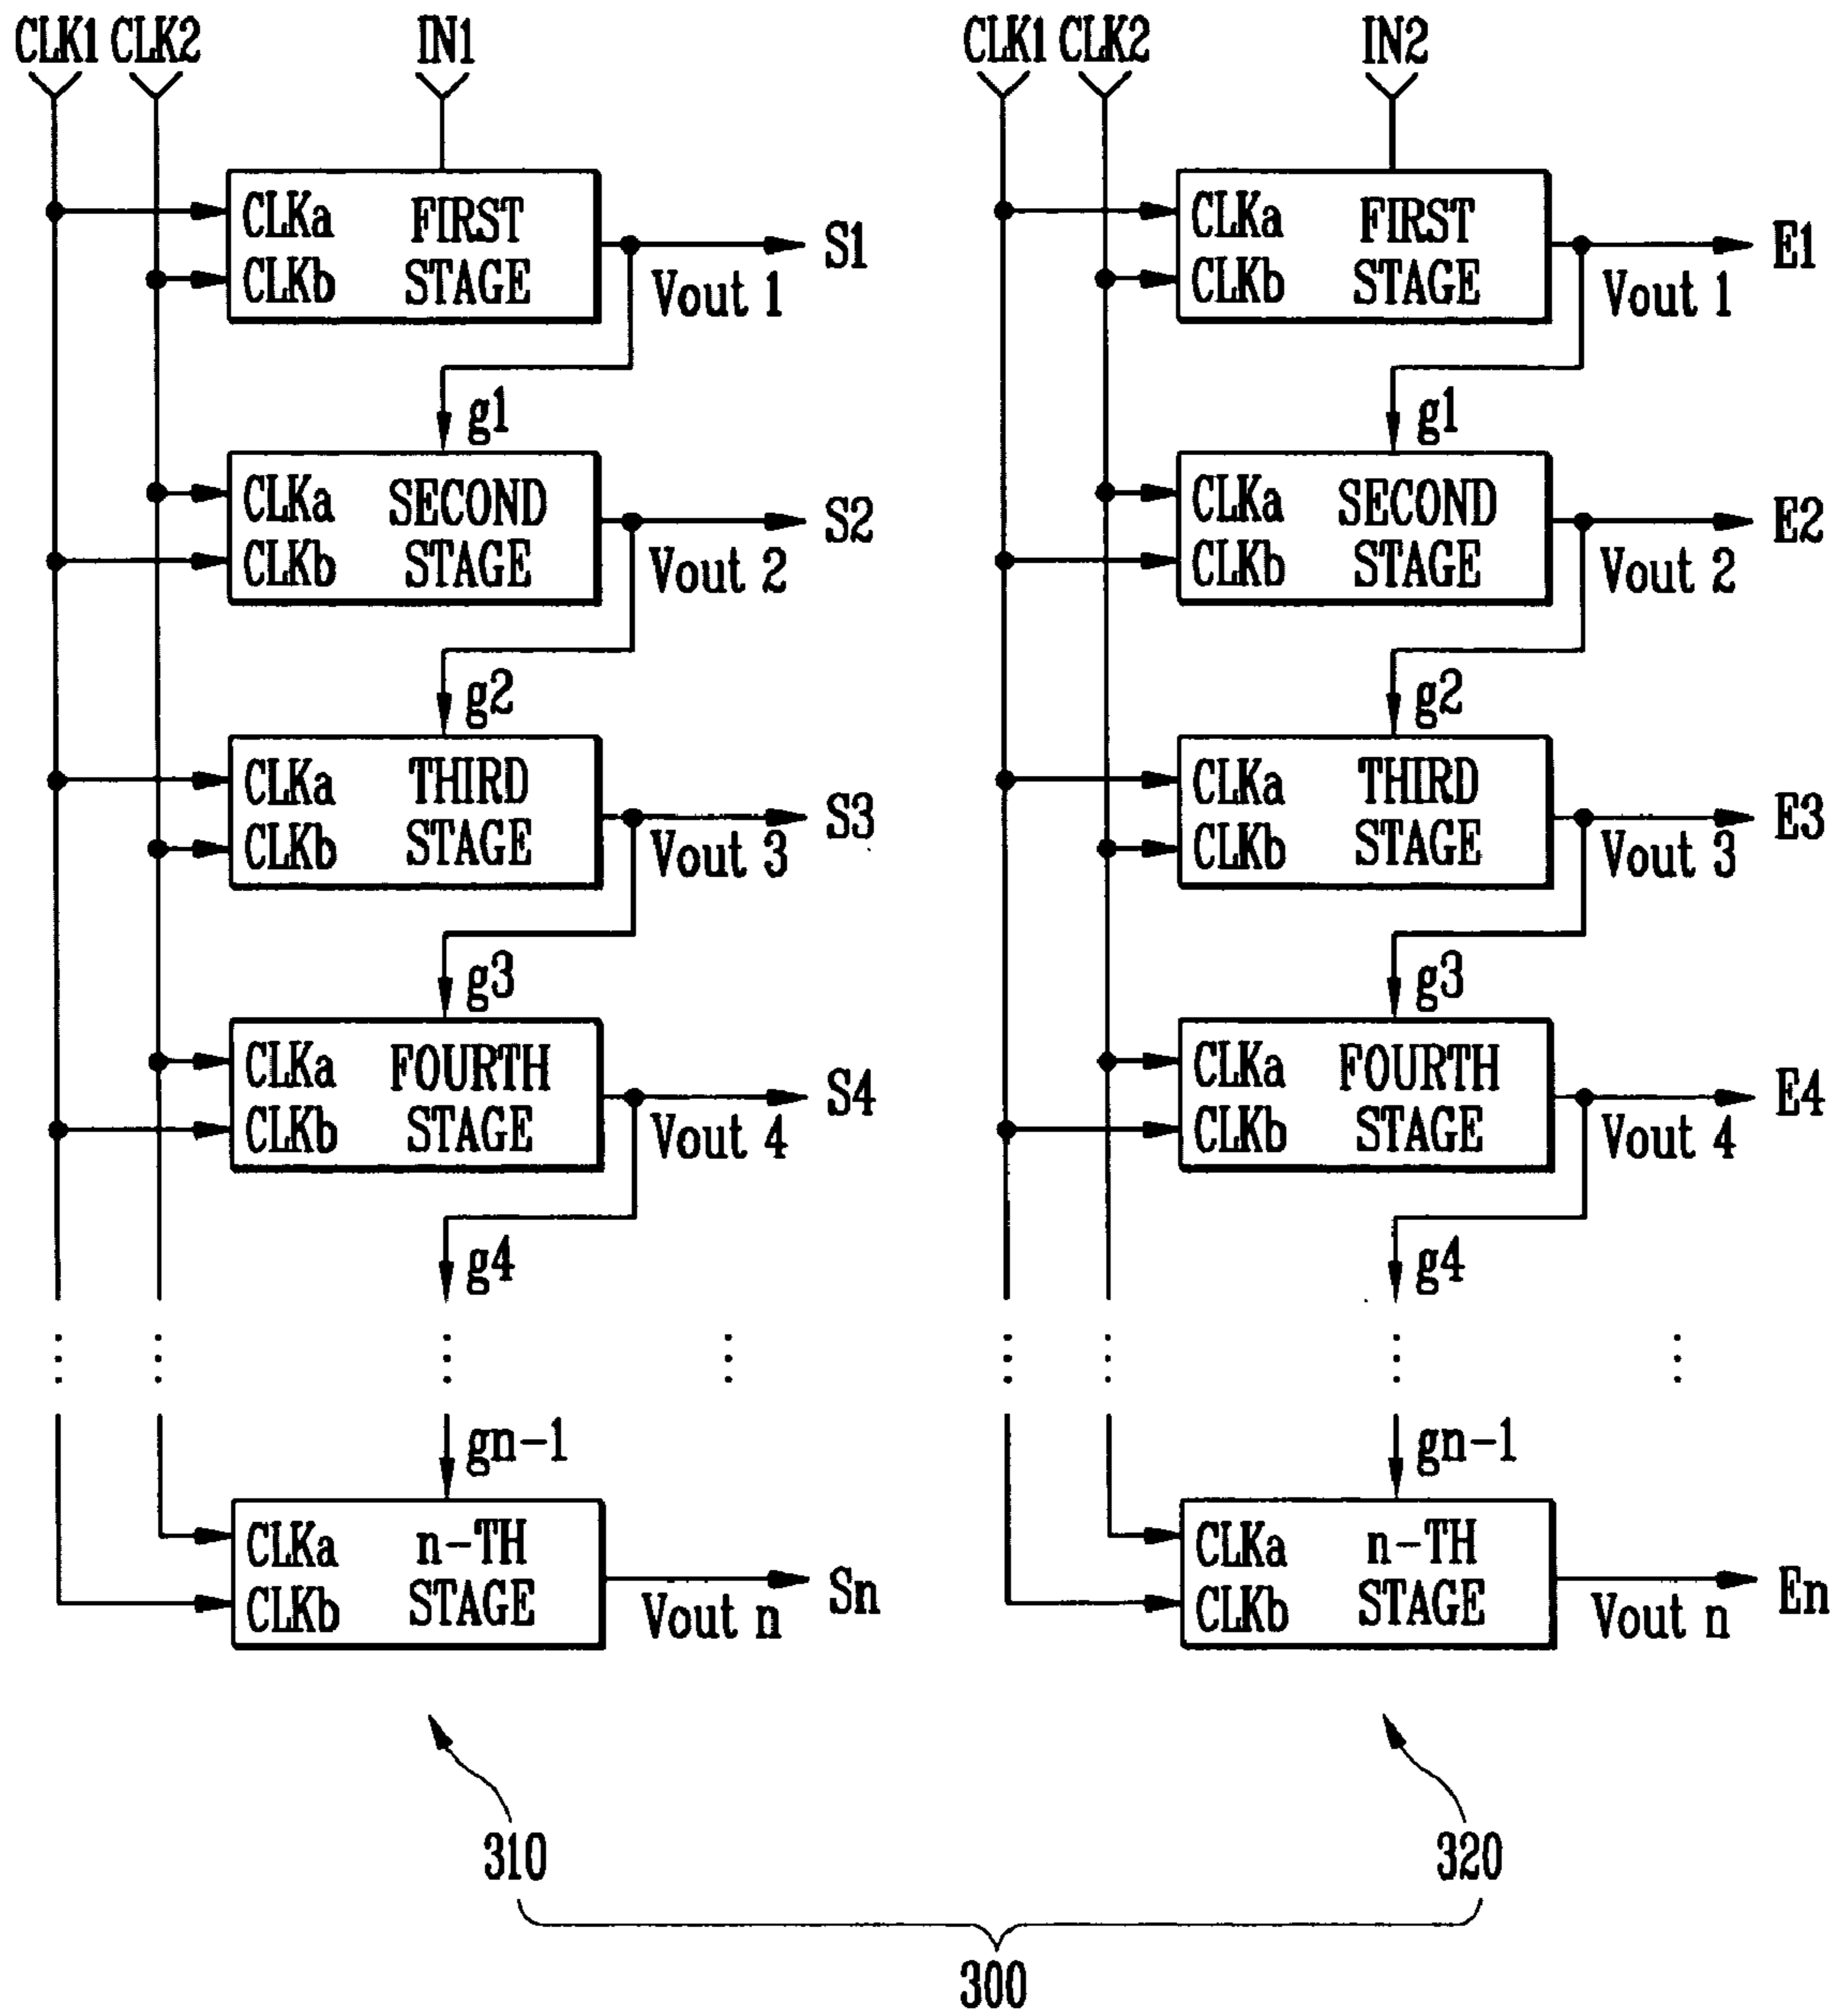 CLK1 CLK2 IN1
CLKa FIRST
CLKb STAGE
S1
Vout 1
g1
CLKa SECOND
CLKb STAGE
S2
Vout 2
g2
CLKa THIRD
CLKb STAGE
S3
Vout 3
g3
CLKa FOURTH
CLKb STAGE
S4
Vout 4
g4
gn-1
CLKa n-TH
CLKb STAGE
Sn
Vout n
310
CLK1 CLK2 IN2
CLKa FIRST
CLKb STAGE
E1
Vout 1
g1
CLKa SECOND
CLKb STAGE
E2
Vout 2
g2
CLKa THIRD
CLKb STAGE
E3
Vout 3
g3
CLKa FOURTH
CLKb STAGE
E4
Vout 4
g4
gn-1
CLKa n-TH
CLKb STAGE
En
Vout n
320
300